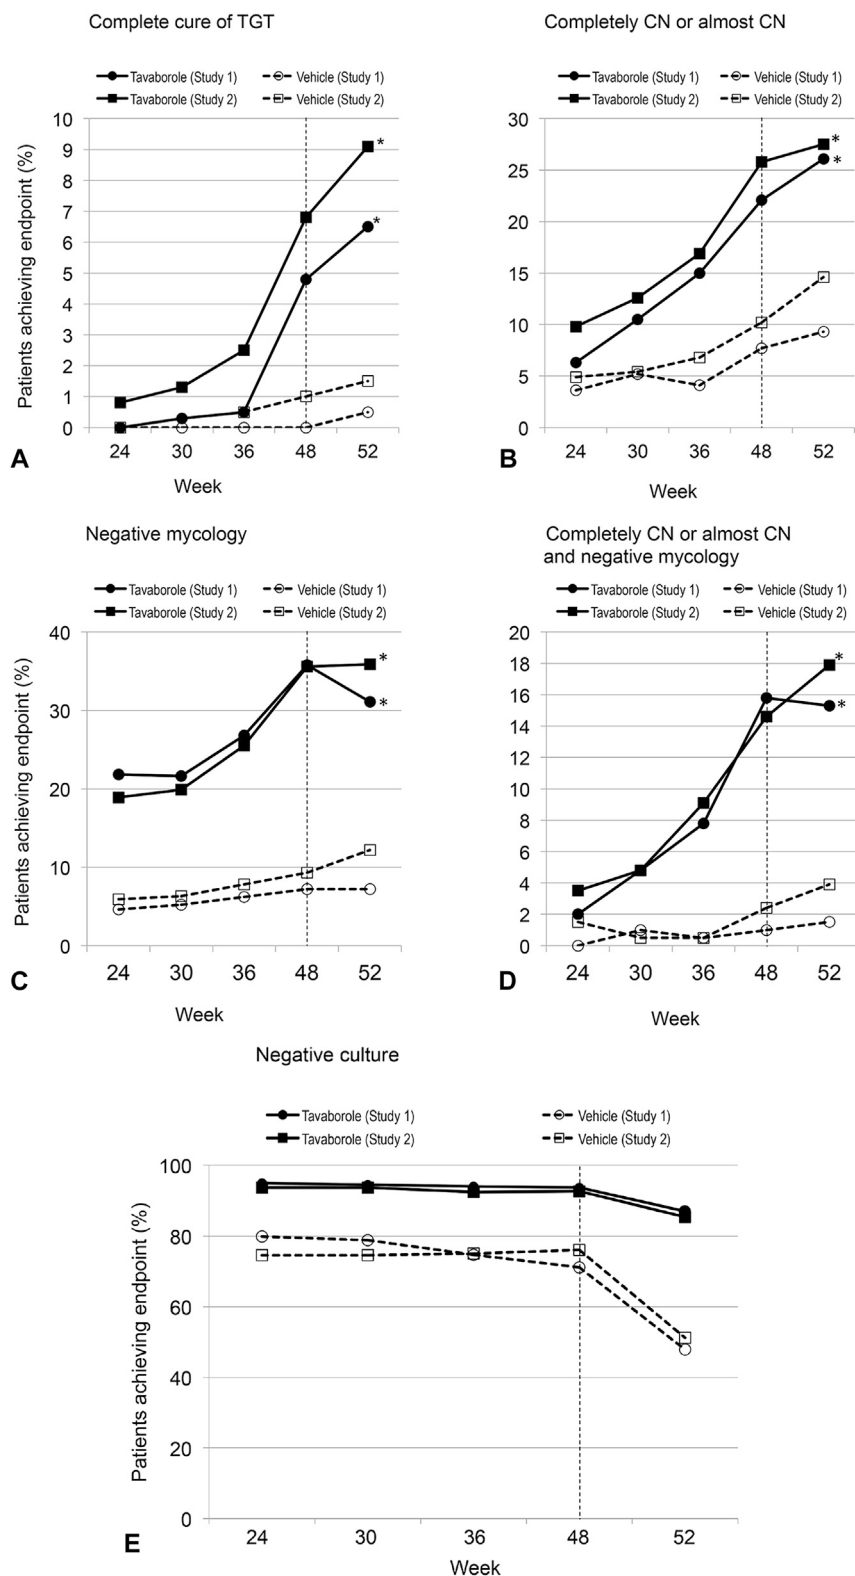 Complete cure of TGT
Tavaborole (Study 1) Vehicle (Study 1)
Tavaborole (Study 2) Vehicle (Study 2)
Patients achieving endpoint (%)
10
9
8
7
6
5
4
3
2
1
0
* *
24 30 36 48 52
A
Week
Completely CN or almost CN
Tavaborole (Study 1) Vehicle (Study 1)
Tavaborole (Study 2) Vehicle (Study 2)
30
25
20
15
10
5
0
* *
24 30 36 48 52
B
Week
Negative mycology
Tavaborole (Study 1) Vehicle (Study 1)
Tavaborole (Study 2) Vehicle (Study 2)
Patients achieving endpoint (%)
40
30
20
10
0
* *
24 30 36 48 52
C
Week
Completely CN or almost CN
and negative mycology
Tavaborole (Study 1) Vehicle (Study 1)
Tavaborole (Study 2) Vehicle (Study 2)
20
18
16
14
12
10
8
6
4
2
0
* *
24 30 36 48 52
D
Week
Negative culture
Tavaborole (Study 1) Vehicle (Study 1)
Tavaborole (Study 2) Vehicle (Study 2)
Patients achieving endpoint (%)
100
80
60
40
20
0
24 30 36 48 52
E
Week